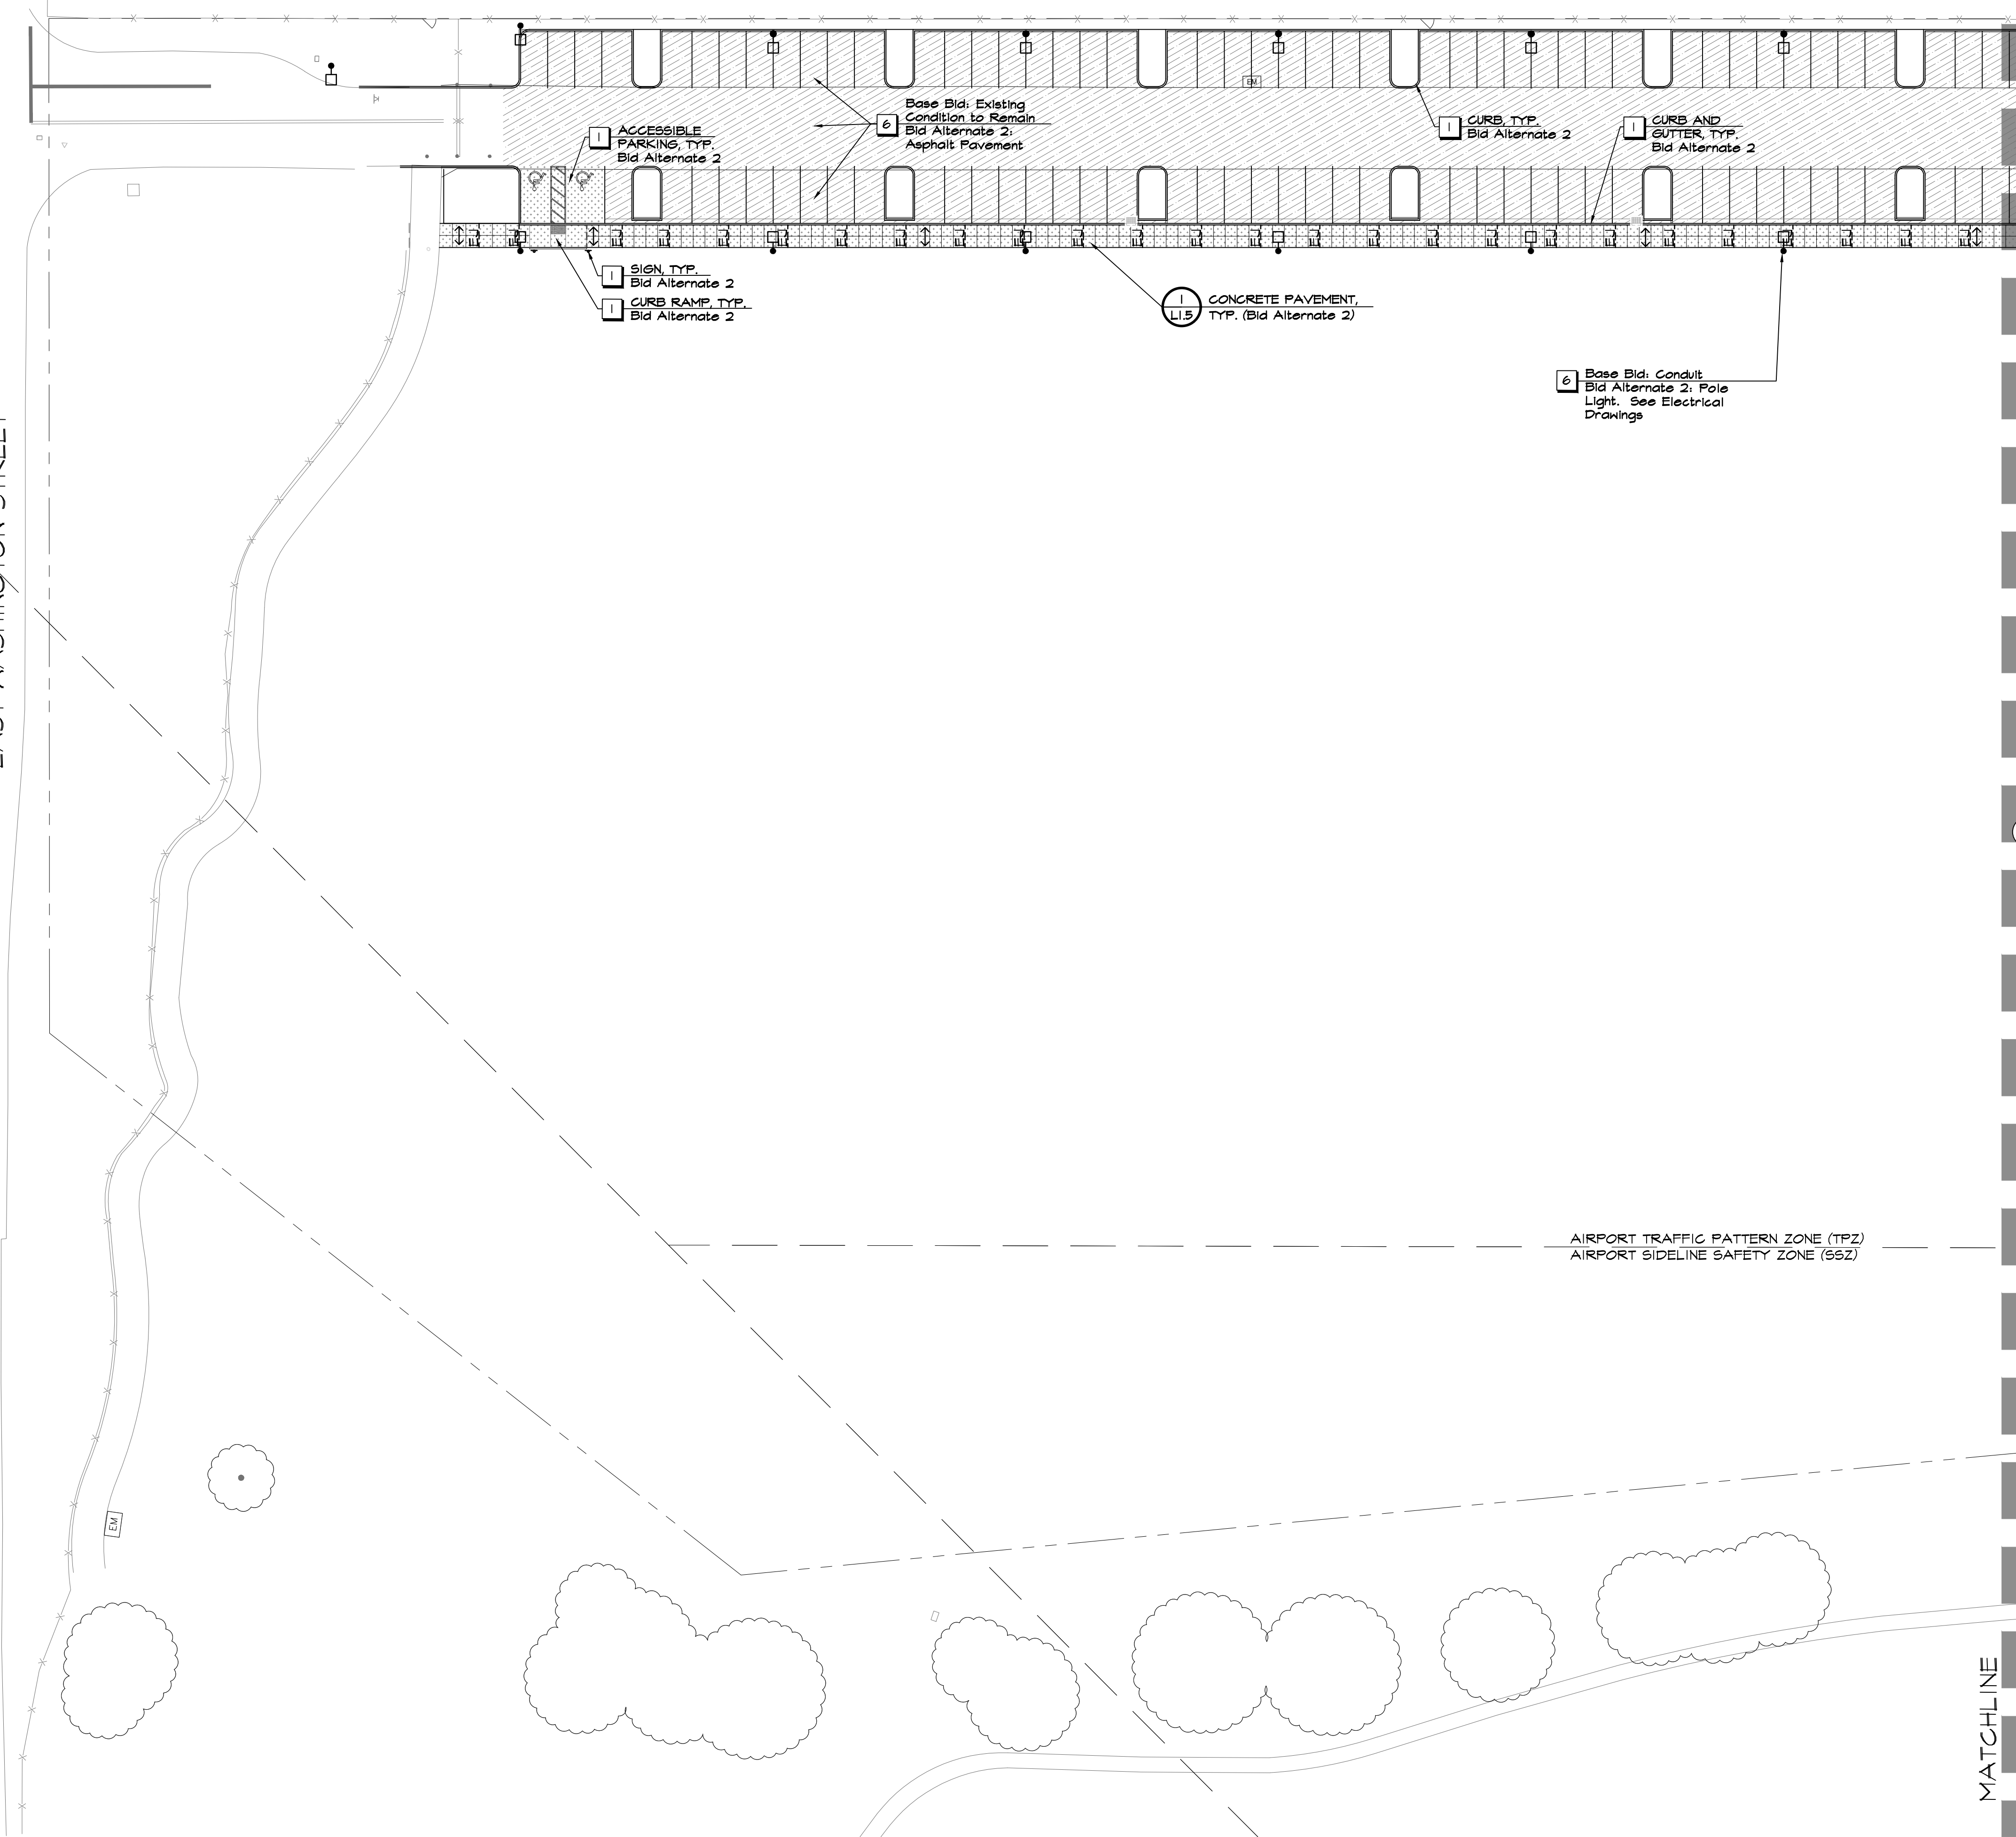 EM
1
ACCESSIBLE
PARKING, TYP.
Bid Alternate 2
6
Base Bid: Existing
Condition to Remain
Bid Alternate 2:
Asphalt Pavement
1
CURB, TYP.
Bid Alternate 2
1
CURB AND
GUTTER, TYP.
Bid Alternate 2
1
SIGN, TYP.
Bid Alternate 2
1
CURB RAMP, TYP.
Bid Alternate 2
1
L1.5
CONCRETE PAVEMENT,
TYP. (Bid Alternate 2)
6
Base Bid: Conduit
Bid Alternate 2: Pole
Light. See Electrical
Drawings
EAST WASHINGTON STREET
AIRPORT TRAFFIC PATTERN ZONE (TPZ)
AIRPORT SIDELINE SAFETY ZONE (SSZ)
EM
MATCHLINE